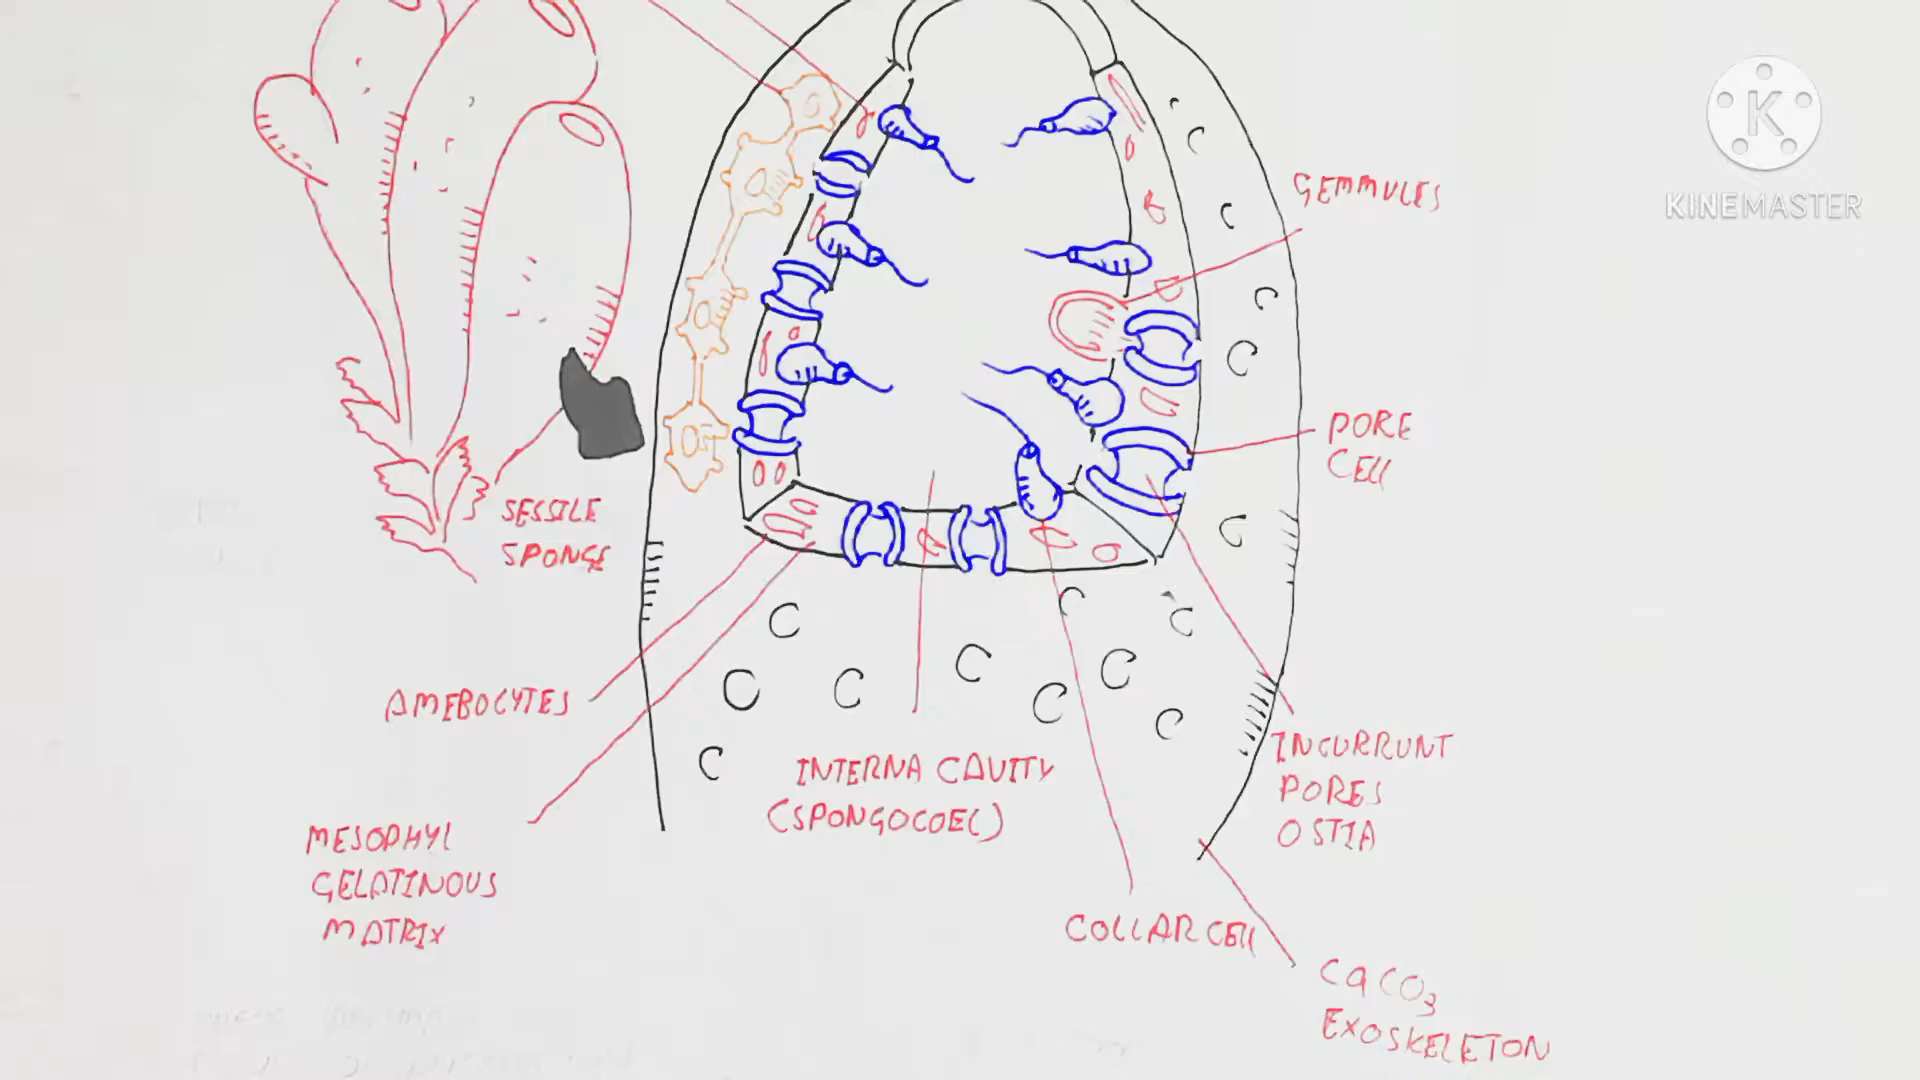 KINEMASTER
GEMMULES
PORE
CELL
SESSILE
SPONGE
AMEBOCYTES
INTERNA CAVITY
(SPONGOCOEL)
INCURRUNT
PORES
OSTIA
MESOPHYL
GELATINOUS
MATRIX
COLLAR CELL
CaCO3
EXOSKELETON